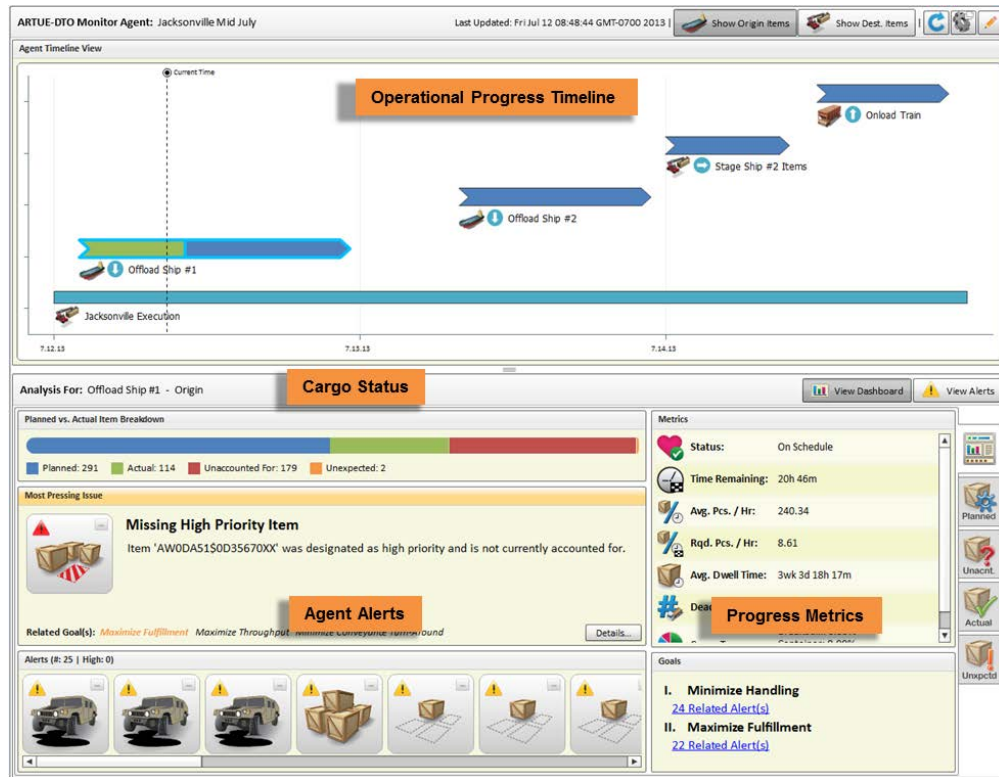 ARTUE-DTO Monitor Agent: Jacksonville Mid July
Last Updated: Fri Jul 12 08:48:44 GMT-0700 2013 |
Show Origin Items
Show Dest. Items
Agent Timeline View
Current Time
Operational Progress Timeline
Onload Train
Stage Ship #2 Items
Offload Ship #2
Offload Ship #1
Jacksonville Execution
7.12.13
7.13.13
7.14.13
Analysis For: Offload Ship #1 - Origin
Cargo Status
View Dashboard
View Alerts
Planned vs. Actual Item Breakdown
Planned: 291
Actual: 114
Unaccounted For: 179
Unexpected: 2
Most Pressing Issue
Missing High Priority Item
Item 'AW0DA51$0D35670XX' was designated as high priority and is not currently accounted for.
Agent Alerts
Related Goal(s): Maximize Fulfillment Maximize Throughput Minimize Conveyance Turn-Around
Details...
Alerts (#: 25 | High: 0)
Metrics
Status: On Schedule
Time Remaining: 20h 46m
Avg. Pcs. / Hr: 240.34
Rqd. Pcs. / Hr: 8.61
Avg. Dwell Time: 3wk 3d 18h 17m
Progress Metrics
Goals
I. Minimize Handling
24 Related Alert(s)
II. Maximize Fulfillment
22 Related Alert(s)
Planned
Unacnt.
Actual
Unxpctd